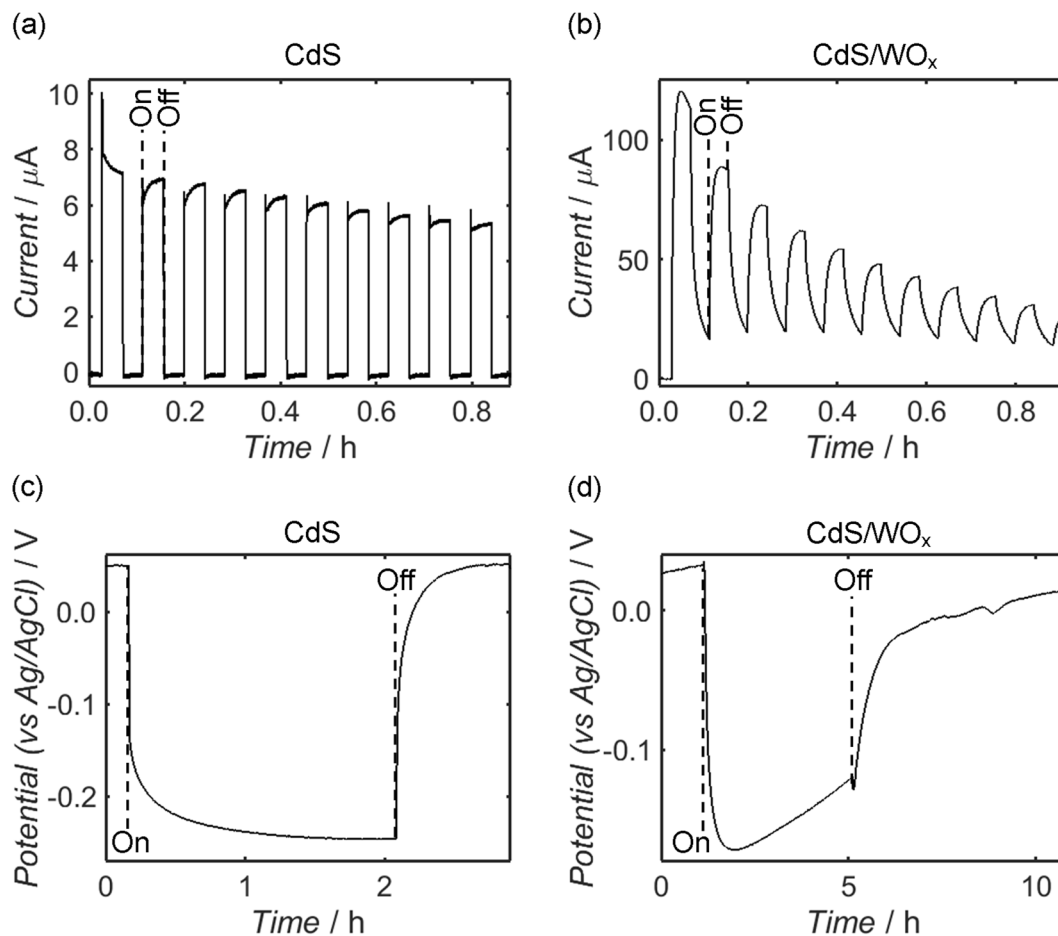 (a)
CdS
Current / μA
10
8
6
4
2
0
On
Off
0.0 0.2 0.4 0.6 0.8
Time / h
(b)
CdS/WOₓ
Current / μA
100
50
0
On
Off
0.0 0.2 0.4 0.6 0.8
Time / h
(c)
CdS
Potential (vs Ag/AgCl) / V
0.0
-0.1
-0.2
On
Off
0 1 2
Time / h
(d)
CdS/WOₓ
Potential (vs Ag/AgCl) / V
0.0
-0.1
On
Off
0 5 10
Time / h